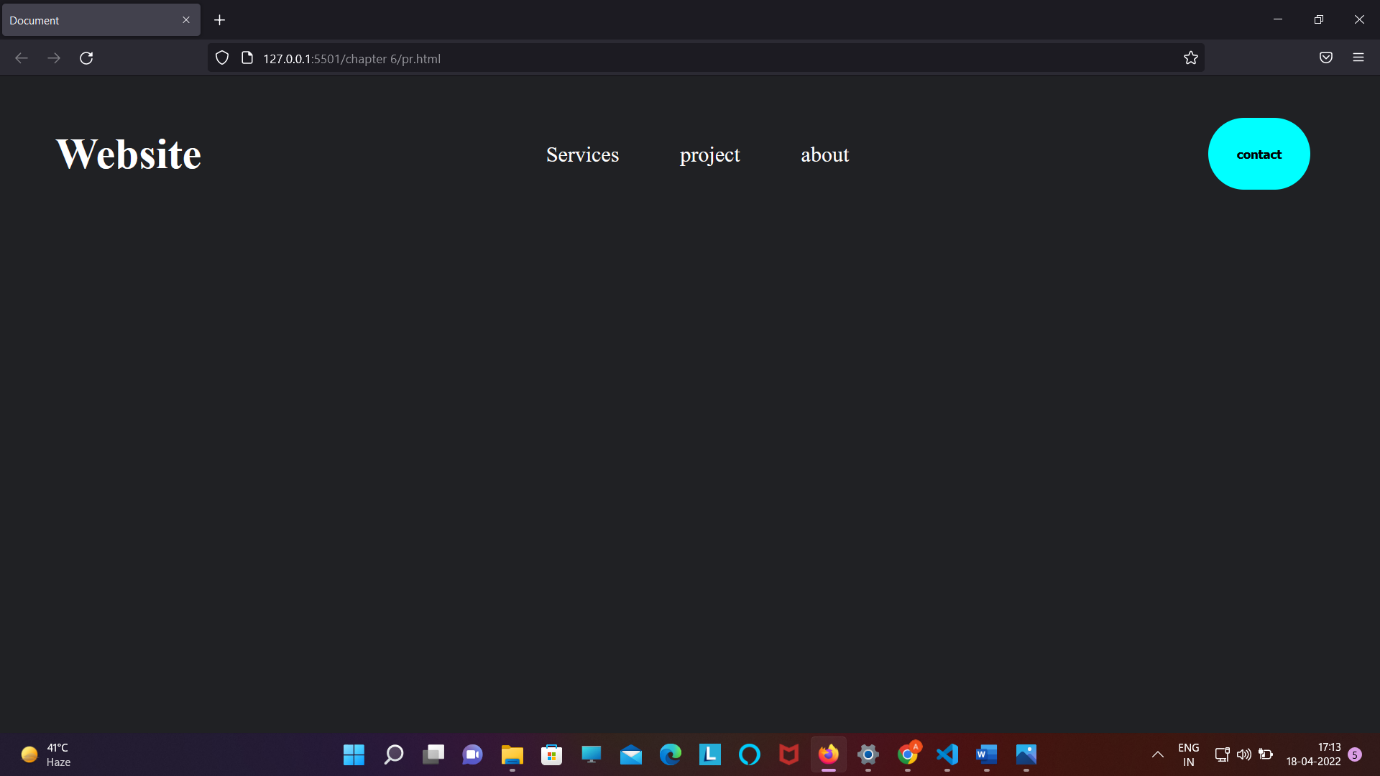 Document
127.0.0.1:5501/chapter 6/pr.html
Website Services project about contact
41°C
Haze
L
W
A
ENG
IN
17:13
18-04-2022
5